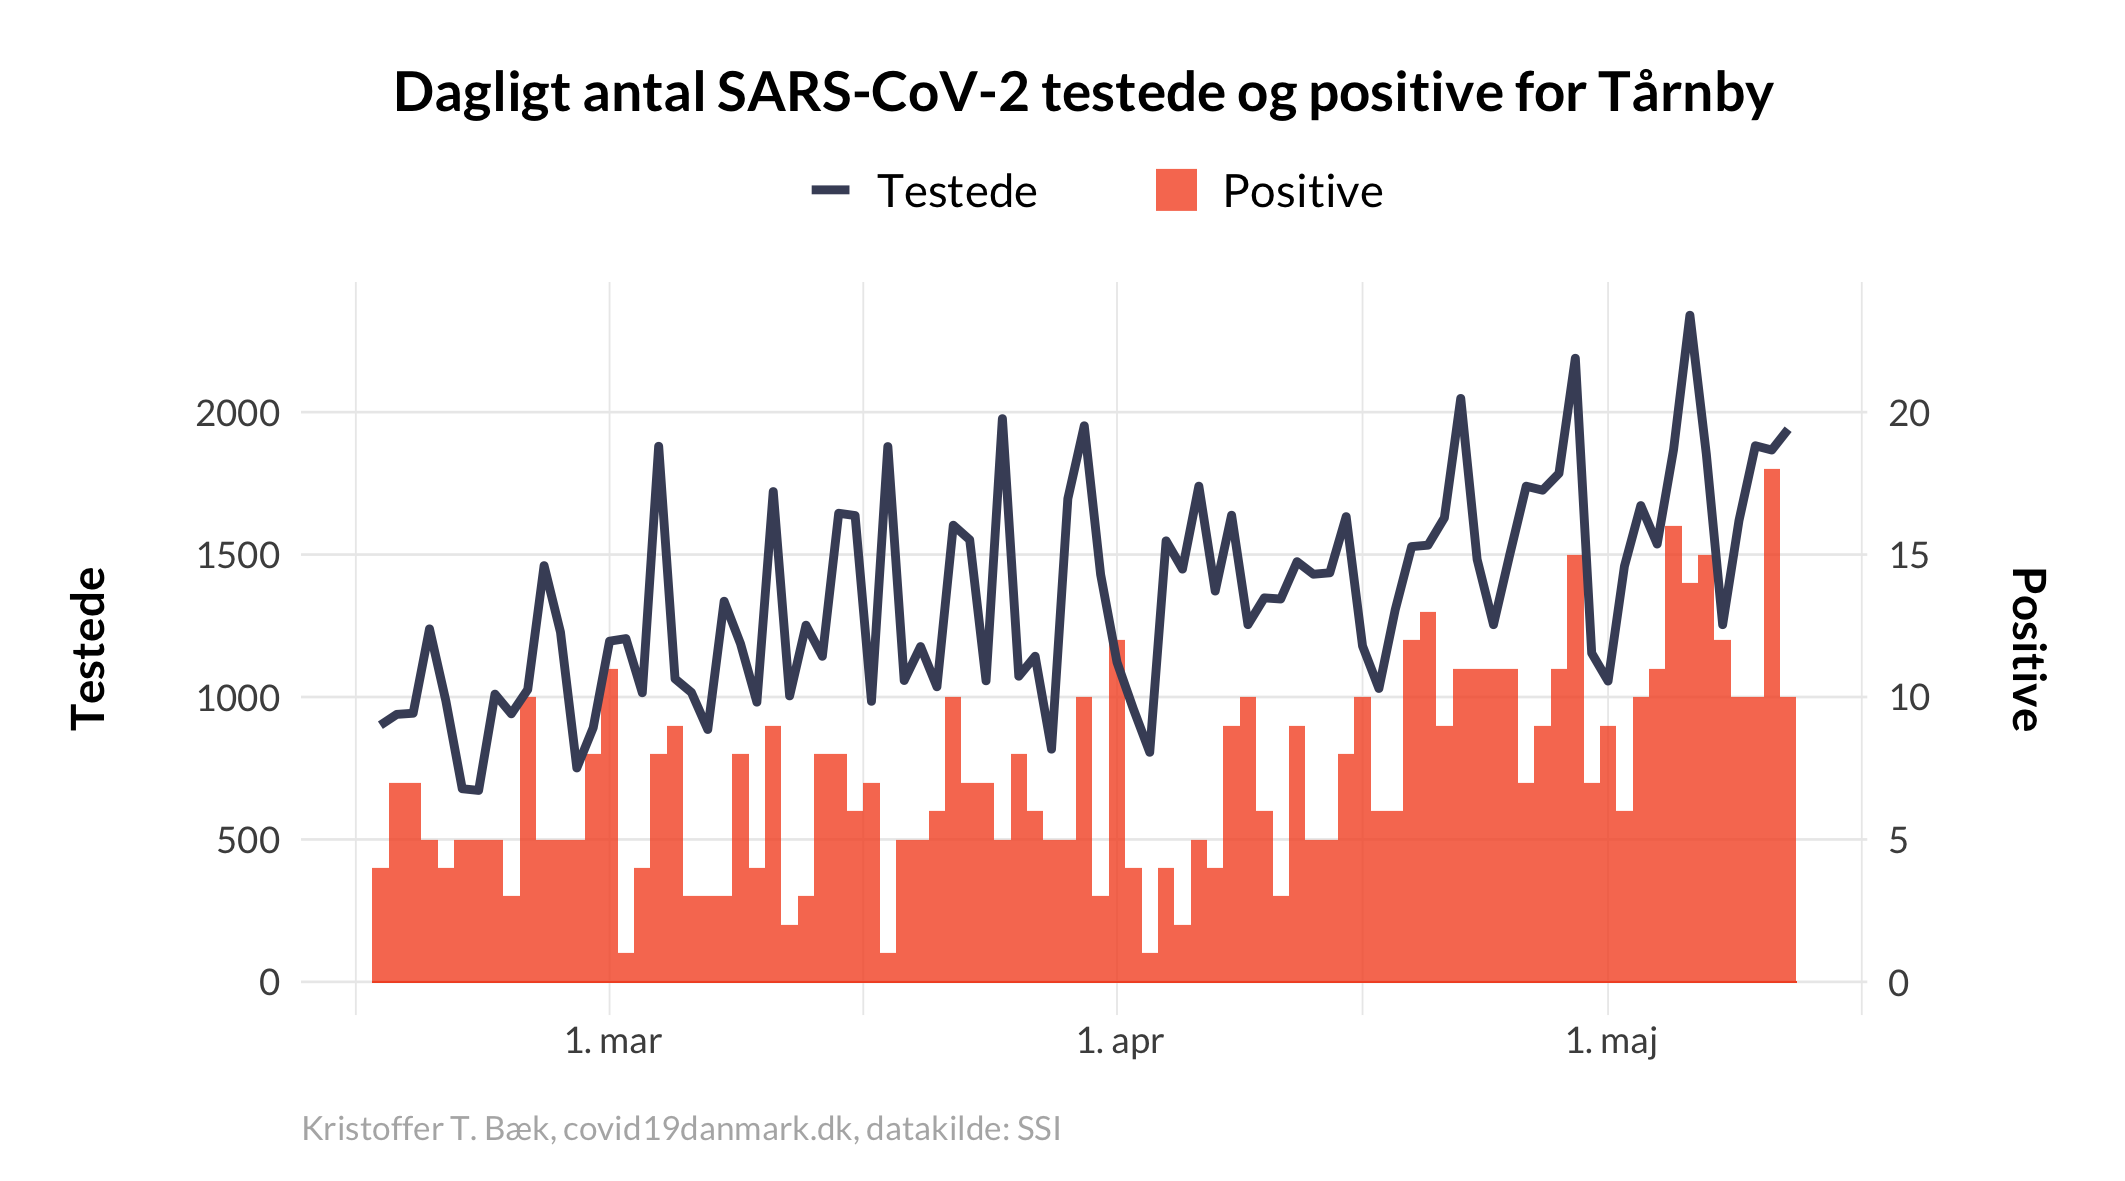 Dagligt antal SARS-CoV-2 testede og positive for Tårnby
Testede
Positive
Testede
2000
1500
1000
500
0
20
15
10
5
0
Positive
1. mar
1. apr
1. maj
Kristoffer T. Bæk, covid19danmark.dk, datakilde: SSI